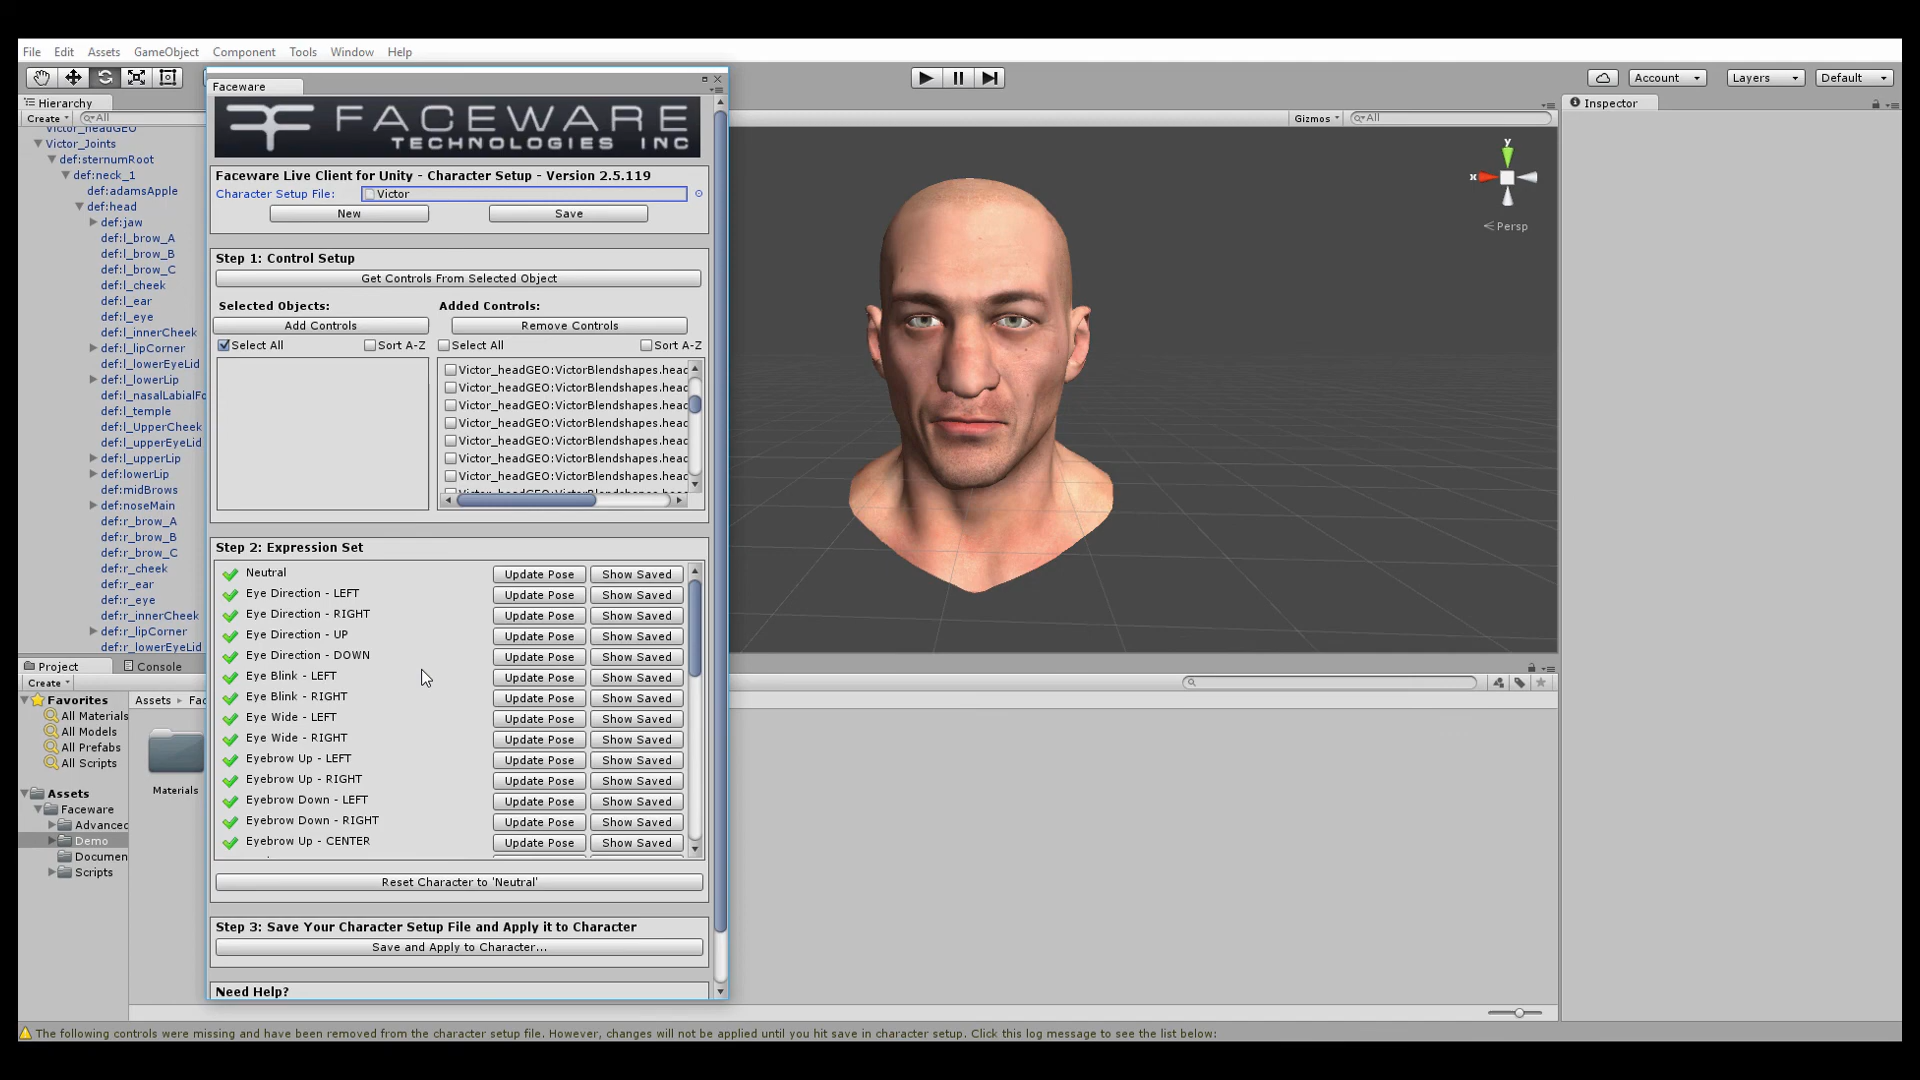 File Edit Assets GameObject Component Tools Window Help
Account Layers Default
Hierarchy
Create All
Victor_headGEO
Victor_Joints
def:sternumRoot
def:neck_1
def:adamsApple
def:head
def:jaw
def:l_brow_A
def:l_brow_B
def:l_brow_C
def:l_cheek
def:l_ear
def:l_eye
def:l_innerCheek
def:l_lipCorner
def:l_lowerEyeLid
def:l_lowerLip
def:l_nasalLabialFo
def:l_temple
def:l_UpperCheek
def:l_upperEyeLid
def:l_upperLip
def:lowerLip
def:midBrows
def:noseMain
def:r_brow_A
def:r_brow_B
def:r_brow_C
def:r_cheek
def:r_ear
def:r_eye
def:r_innerCheek
def:r_lipCorner
def:r_lowerEyeLid
Faceware
FACEWARE
TECHNOLOGIES INC
Faceware Live Client for Unity - Character Setup - Version 2.5.119
Character Setup File: Victor
New Save
Step 1: Control Setup
Get Controls From Selected Object
Selected Objects: Added Controls:
Add Controls Remove Controls
Select All Sort A-Z Select All Sort A-Z
Victor_headGEO:VictorBlendshapes.head
Victor_headGEO:VictorBlendshapes.head
Victor_headGEO:VictorBlendshapes.head
Victor_headGEO:VictorBlendshapes.head
Victor_headGEO:VictorBlendshapes.head
Victor_headGEO:VictorBlendshapes.head
Victor_headGEO:VictorBlendshapes.head
Step 2: Expression Set
Neutral Update Pose Show Saved
Eye Direction - LEFT Update Pose Show Saved
Eye Direction - RIGHT Update Pose Show Saved
Eye Direction - UP Update Pose Show Saved
Eye Direction - DOWN Update Pose Show Saved
Eye Blink - LEFT Update Pose Show Saved
Eye Blink - RIGHT Update Pose Show Saved
Eye Wide - LEFT Update Pose Show Saved
Eye Wide - RIGHT Update Pose Show Saved
Eyebrow Up - LEFT Update Pose Show Saved
Eyebrow Up - RIGHT Update Pose Show Saved
Eyebrow Down - LEFT Update Pose Show Saved
Eyebrow Down - RIGHT Update Pose Show Saved
Eyebrow Up - CENTER Update Pose Show Saved
Reset Character to 'Neutral'
Step 3: Save Your Character Setup File and Apply it to Character
Save and Apply to Character...
Need Help?
Gizmos All
y
x
Persp
Inspector
Project Console
Create
Favorites
All Materials
All Models
All Prefabs
All Scripts
Assets
Faceware
Advanced
Demo
Documen
Scripts
Assets Fac
Materials
The following controls were missing and have been removed from the character setup file. However, changes will not be applied until you hit save in character setup. Click this log message to see the list below: